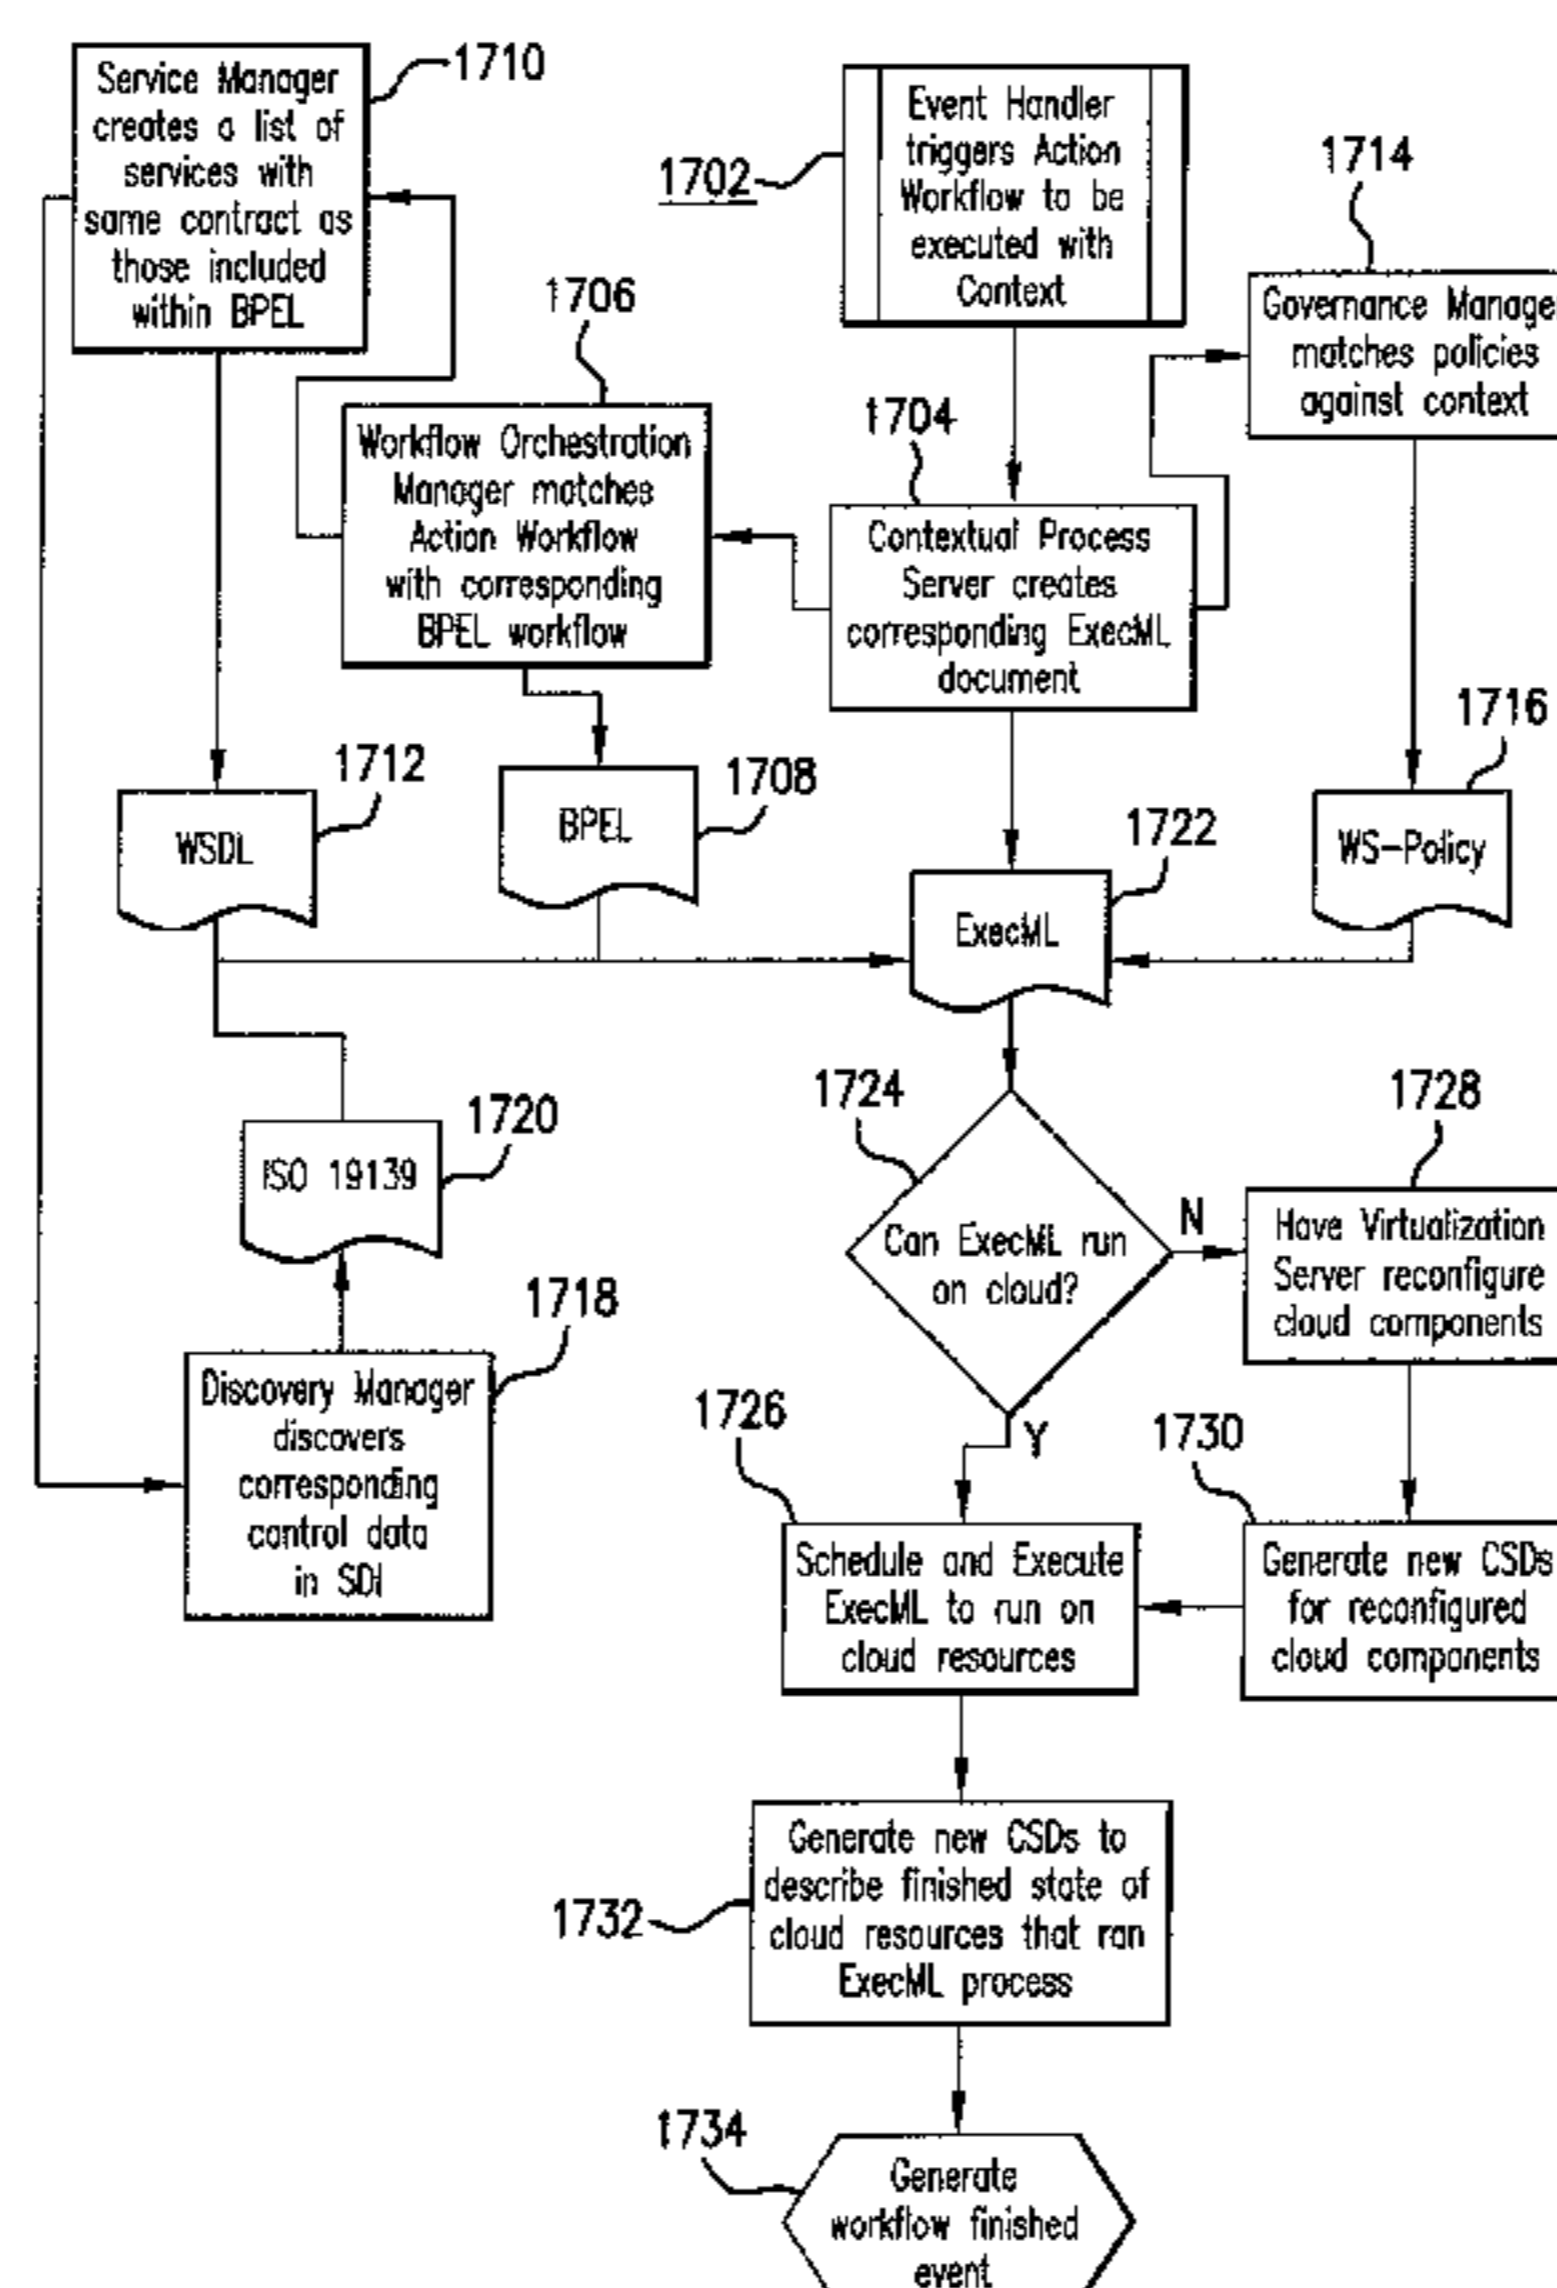 Service Manager
creates a list of
services with
same contract as
those included
within BPEL
1710
1702
Event Handler
triggers Action
Workflow to be
executed with
Context
1714
Governance Manage
matches policies
against context
1706
Workflow Orchestration
Manager matches
Action Workflow
with corresponding
BPEL workflow
1704
Contextual Process
Server creates
corresponding ExecML
document
1716
WS-Policy
1712
WSDL
1708
BPEL
1722
ExecML
1720
ISO 19139
1724
Can ExecML run
on cloud?
N
Y
1728
Have Virtualization
Server reconfigure
cloud components
1718
Discovery Manager
discovers
corresponding
control data
in SDI
1726
Schedule and Execute
ExecML to run on
cloud resources
1730
Generate new CSDs
for reconfigured
cloud components
1732
Generate new CSDs to
describe finished state of
cloud resources that ran
ExecML process
1734
Generate
workflow finished
event